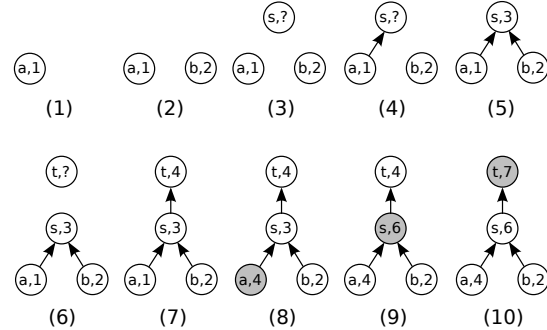 s,? s,? s,3
a,1 a,1 b,2 a,1 b,2 a,1 b,2 a,1 b,2
(1) (2) (3) (4) (5)
t,? t,4 t,4 t,4 t,7
s,3 s,3 s,3 s,6 s,6
a,1 b,2 a,1 b,2 a,4 b,2 a,4 b,2 a,4 b,2
(6) (7) (8) (9) (10)